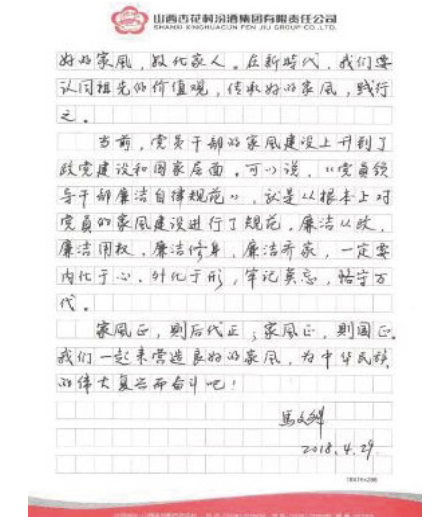 山西杏花村汾酒集团有限责任公司
SHANXI XINGHUACUN FEN JIU GROUP CO.,LTD.
好的家风，教化家人。在新时代，我们要
认同祖先的价值观，传承好的家风，践行
之。
当前，党员干部的家风建设上升到了
政党建设和国家层面。可以说，《党员领
导干部廉洁自律规范》，就是从根本上对
党员的家风建设进行了规范，廉洁从政，
廉洁用权，廉洁修身，廉洁齐家，一定要
内化于心、外化于形，牢记莫忘，恪守万
代。
家风正，则后代正；家风正，则国正。
我们一起来营造良好的家风，为中华民族
的伟大复兴而奋斗吧！
2018.4.29.